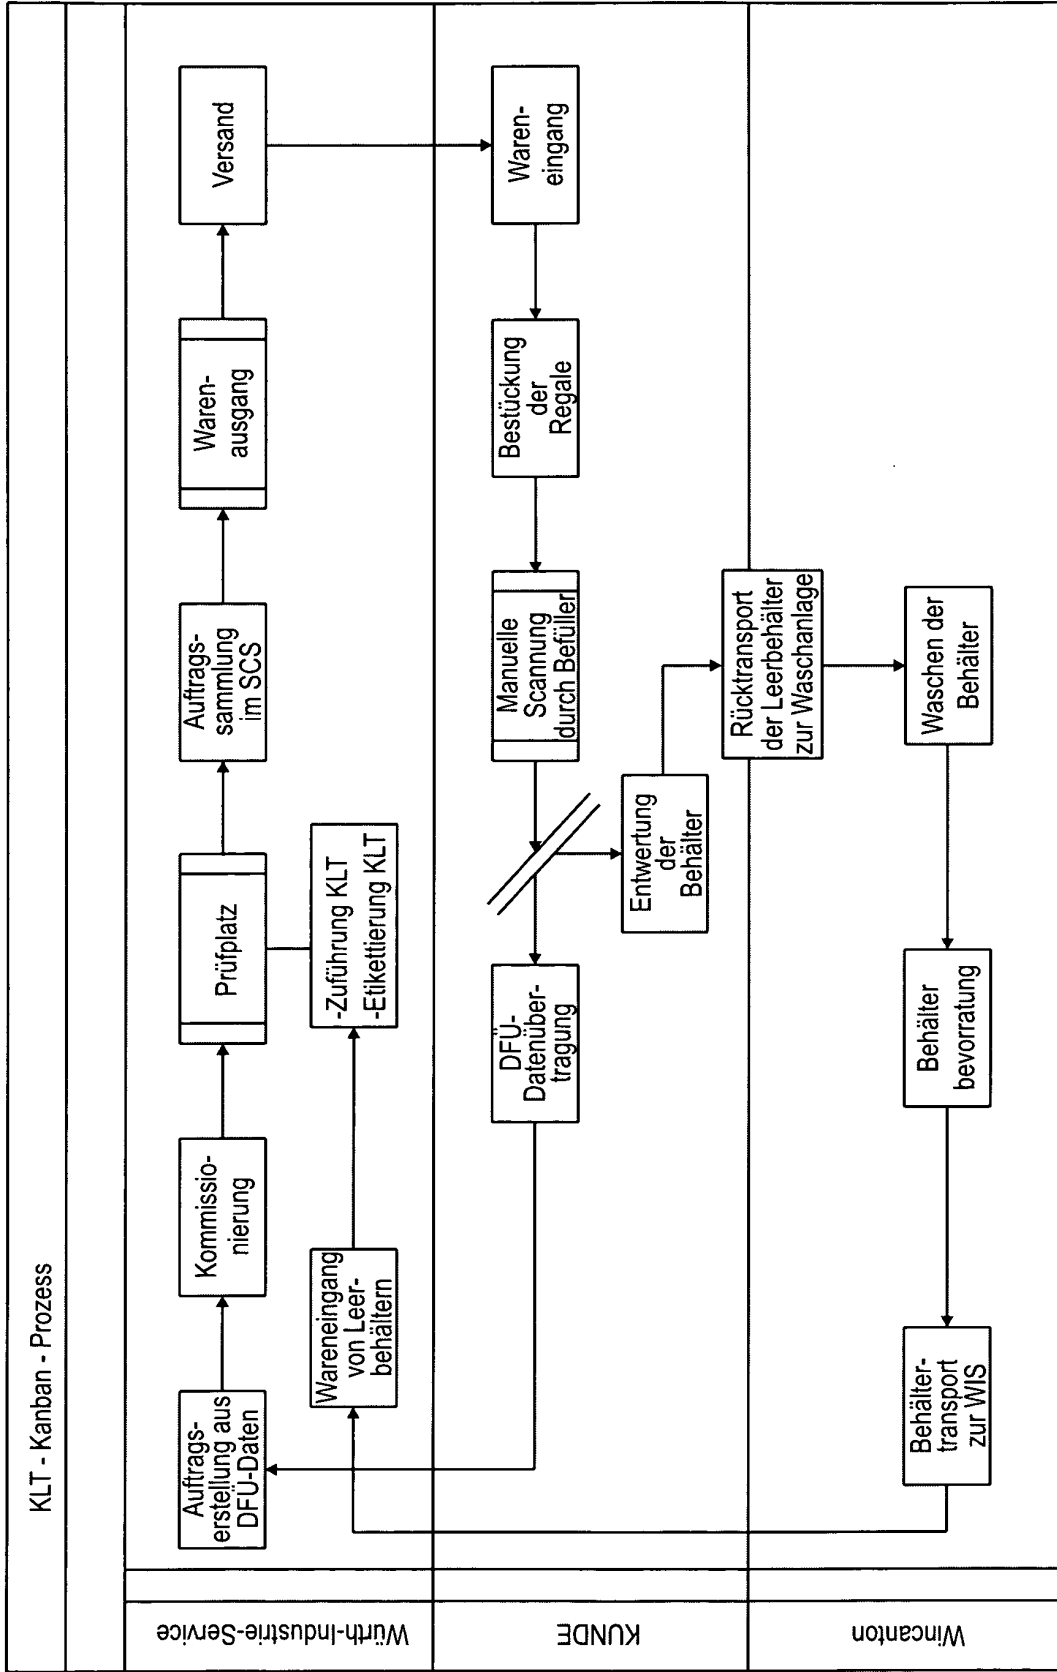 KLT - Kanban - Prozess
Würth-Industrie-Service
Auftrags-
erstellung aus
DFÜ-Daten
Kommissio-
nierung
Prüfplatz
Auftrags-
sammlung
im SCS
Waren-
ausgang
Versand
Wareneingang
von Leer-
behältern
-Zuführung KLT
-Etikettierung KLT
KUNDE
DFÜ-
Datenüber-
tragung
Manuelle
Scannung
durch Befüller
Bestückung
der
Regale
Waren-
eingang
Entwertung
der
Behälter
Rücktransport
der Leerbehälter
zur Waschanlage
Wincanton
Behälter-
transport
zur WIS
Behälter
bevorratung
Waschen der
Behälter